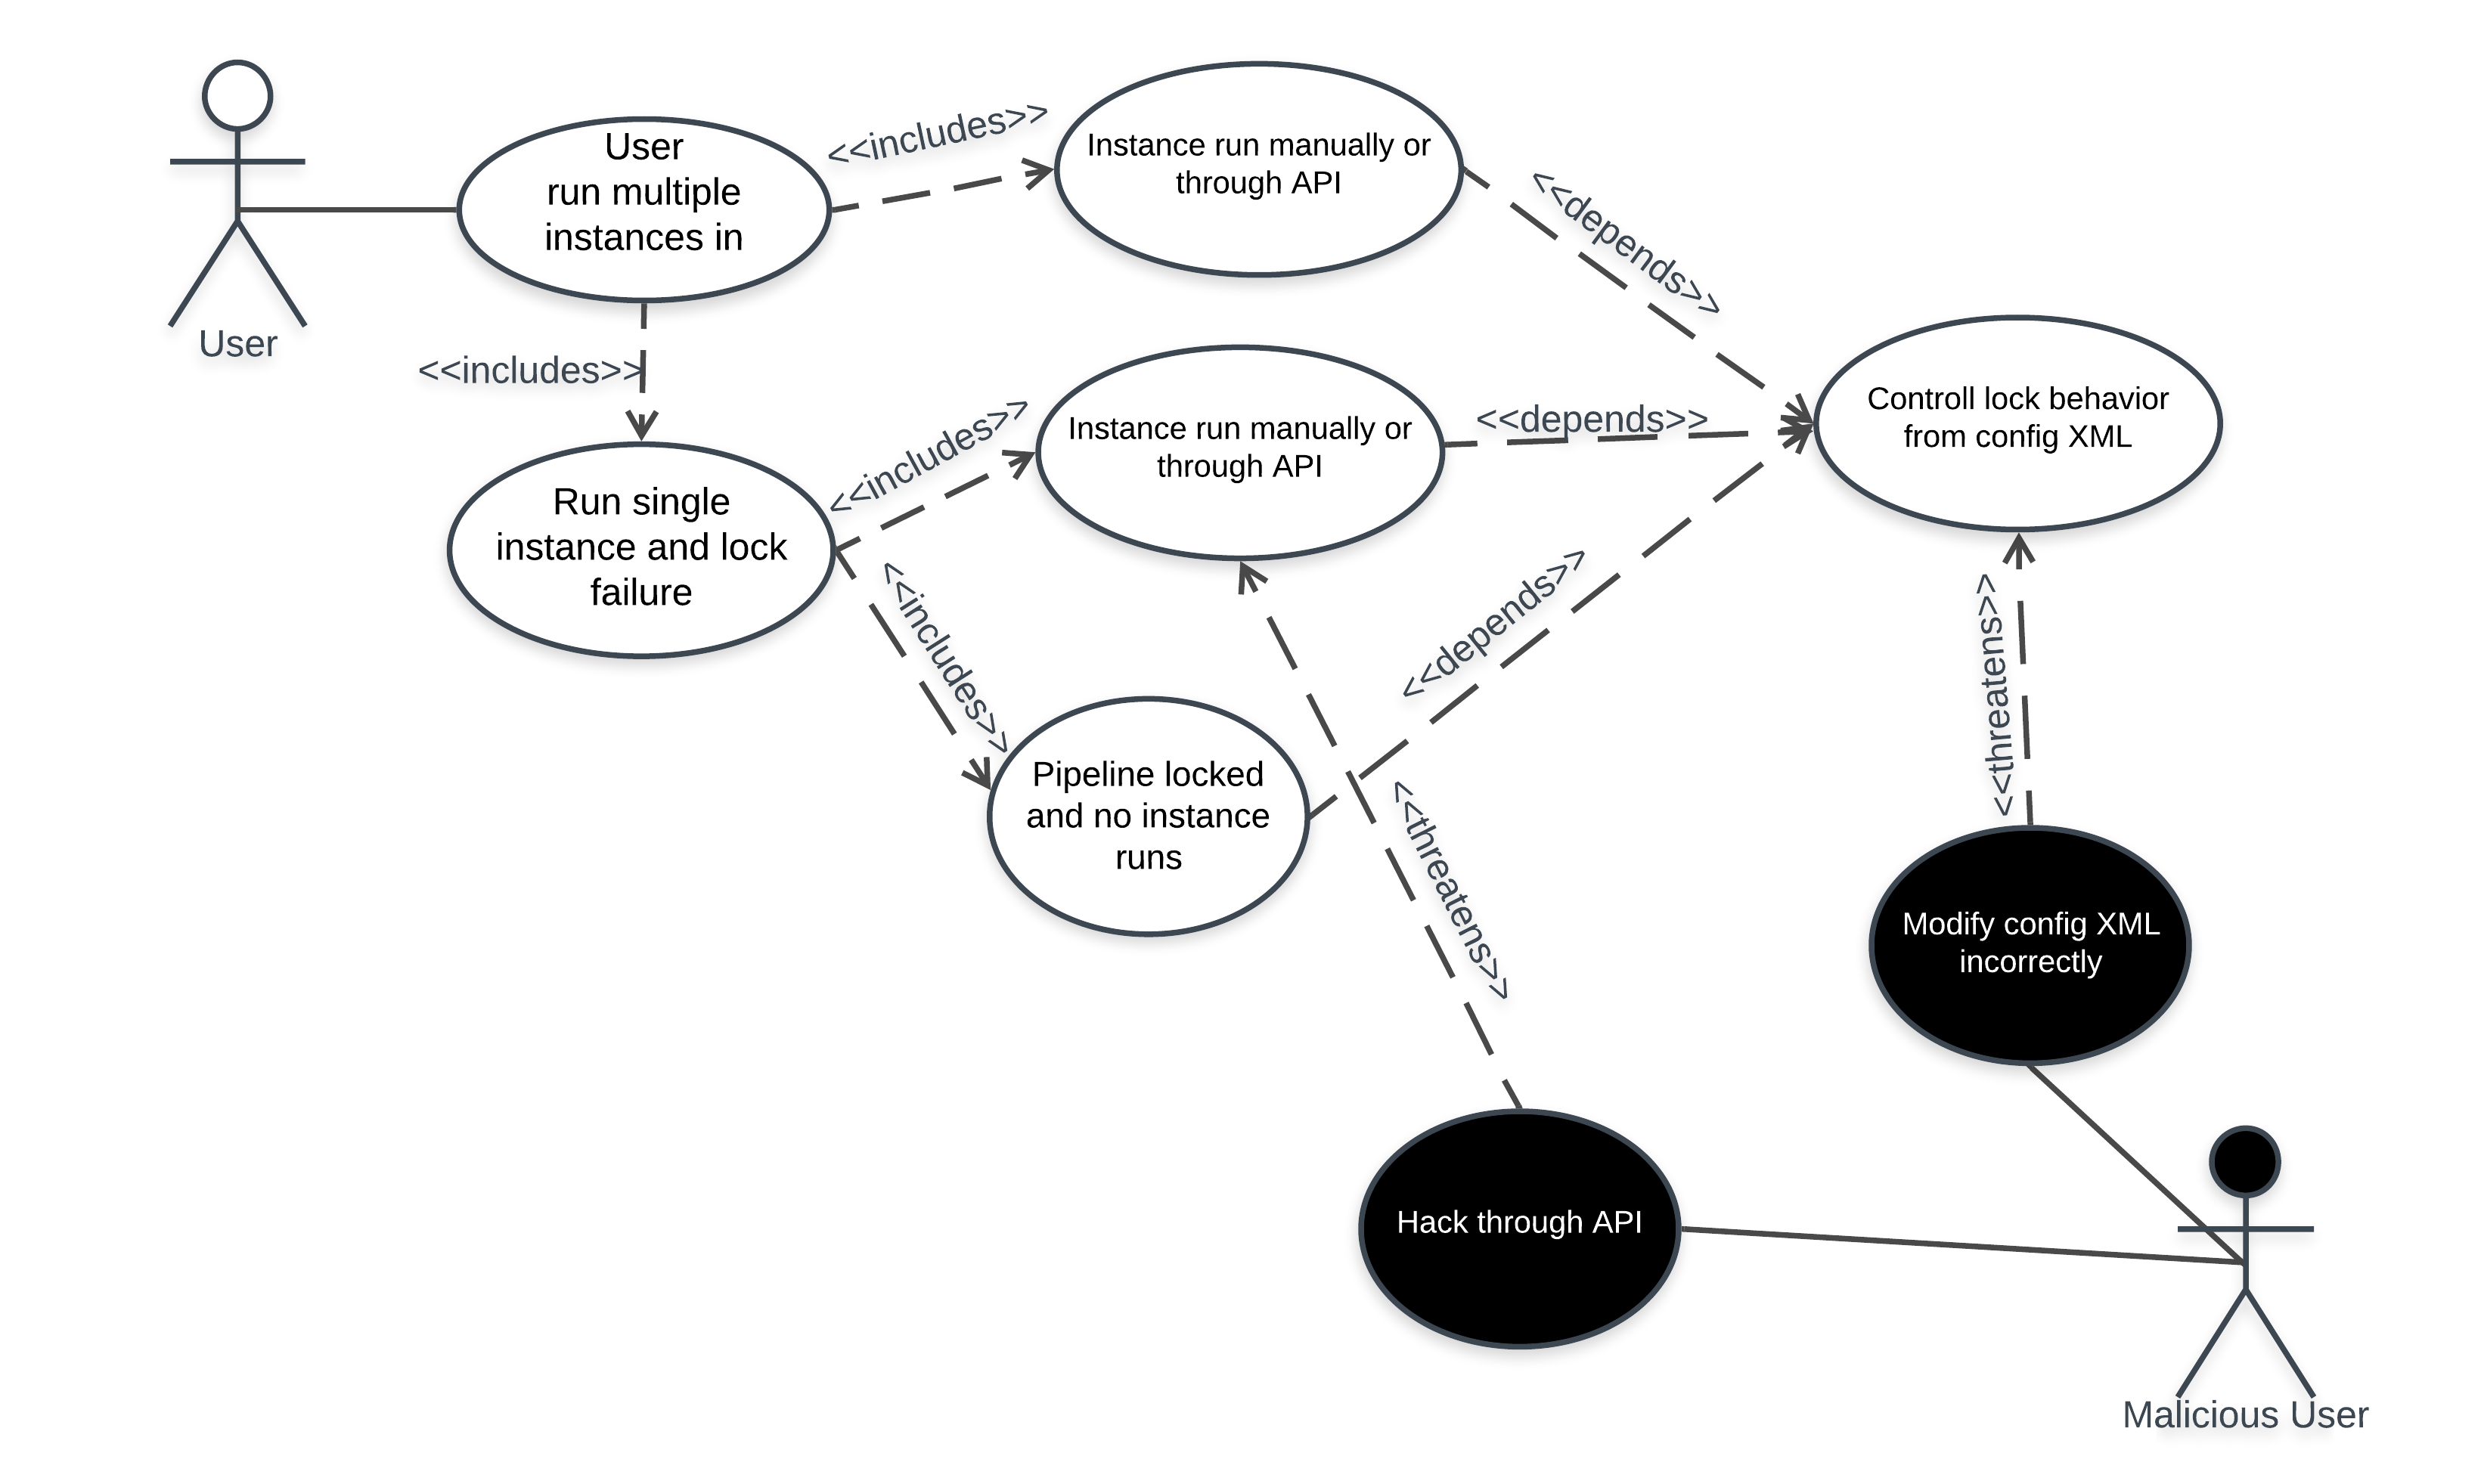 User
User
run multiple
instances in
<<includes>>
Instance run manually or
through API
<<depends>>
<<includes>>
Run single
instance and lock
failure
<<includes>>
Instance run manually or
through API
<<depends>>
Controll lock behavior
from config XML
<<includes>>
Pipeline locked
and no instance
runs
<<depends>>
<<threatens>>
<<threatens>>
Modify config XML
incorrectly
Hack through API
Malicious User